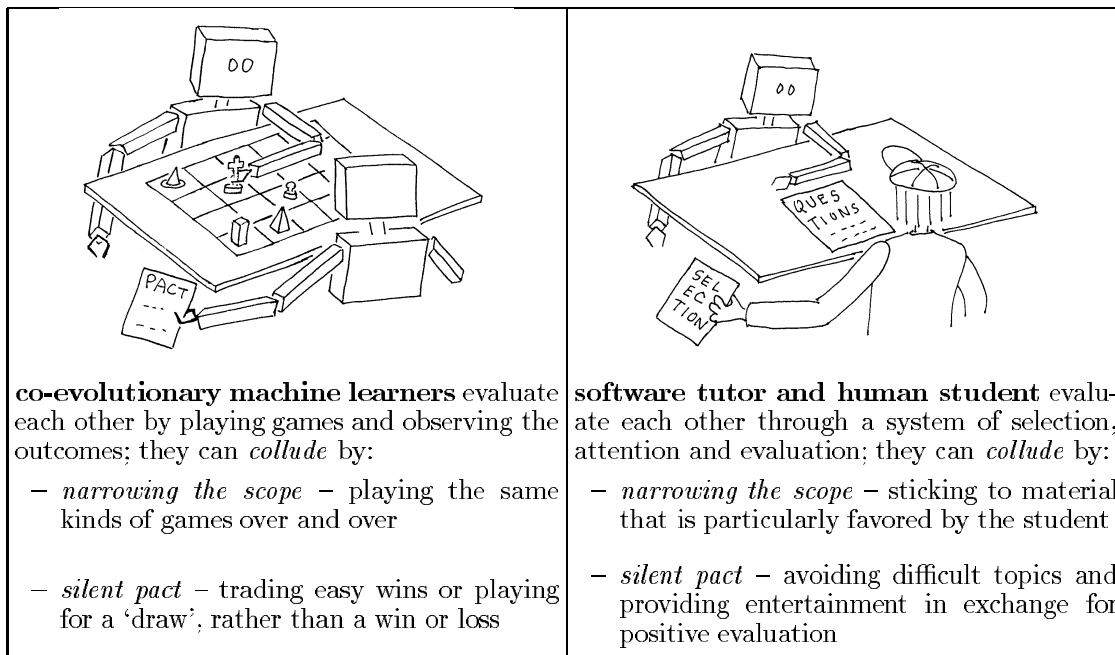 PACT
co-evolutionary machine learners evaluate
each other by playing games and observing the
outcomes; they can collude by:
– narrowing the scope – playing the same
kinds of games over and over
– silent pact – trading easy wins or playing
for a ‘draw’, rather than a win or loss
QUES
TIONS
SEL
EC
TION
software tutor and human student evalu-
ate each other through a system of selection,
attention and evaluation; they can collude by:
– narrowing the scope – sticking to material
that is particularly favored by the student
– silent pact – avoiding difficult topics and
providing entertainment in exchange for
positive evaluation